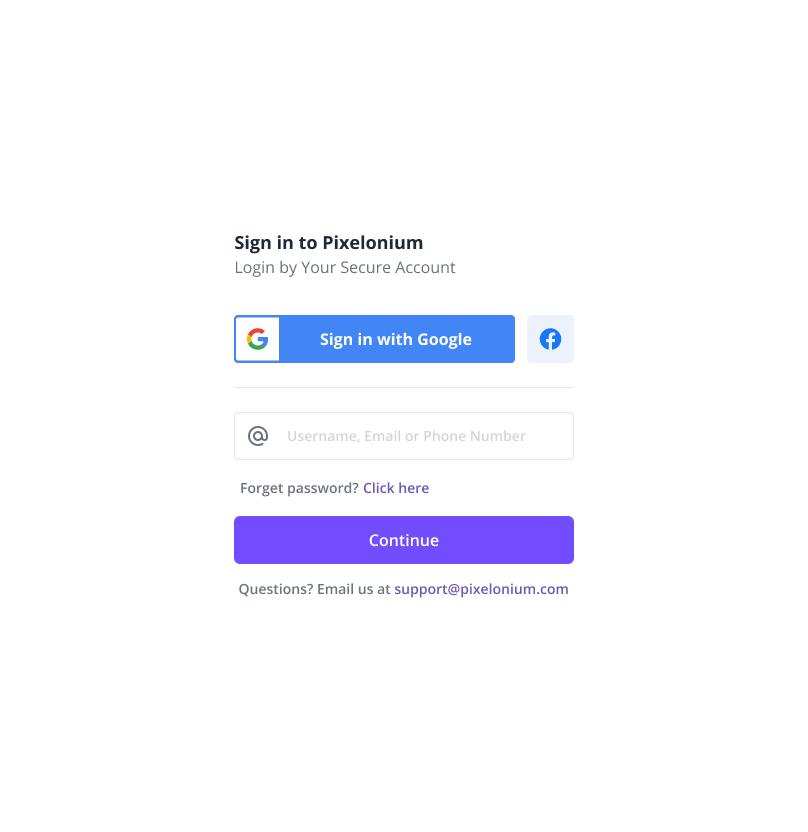 Sign in to Pixelonium
Login by Your Secure Account
Sign in with Google
Username, Email or Phone Number
Forget password? Click here
Continue
Questions? Email us at support@pixelonium.com